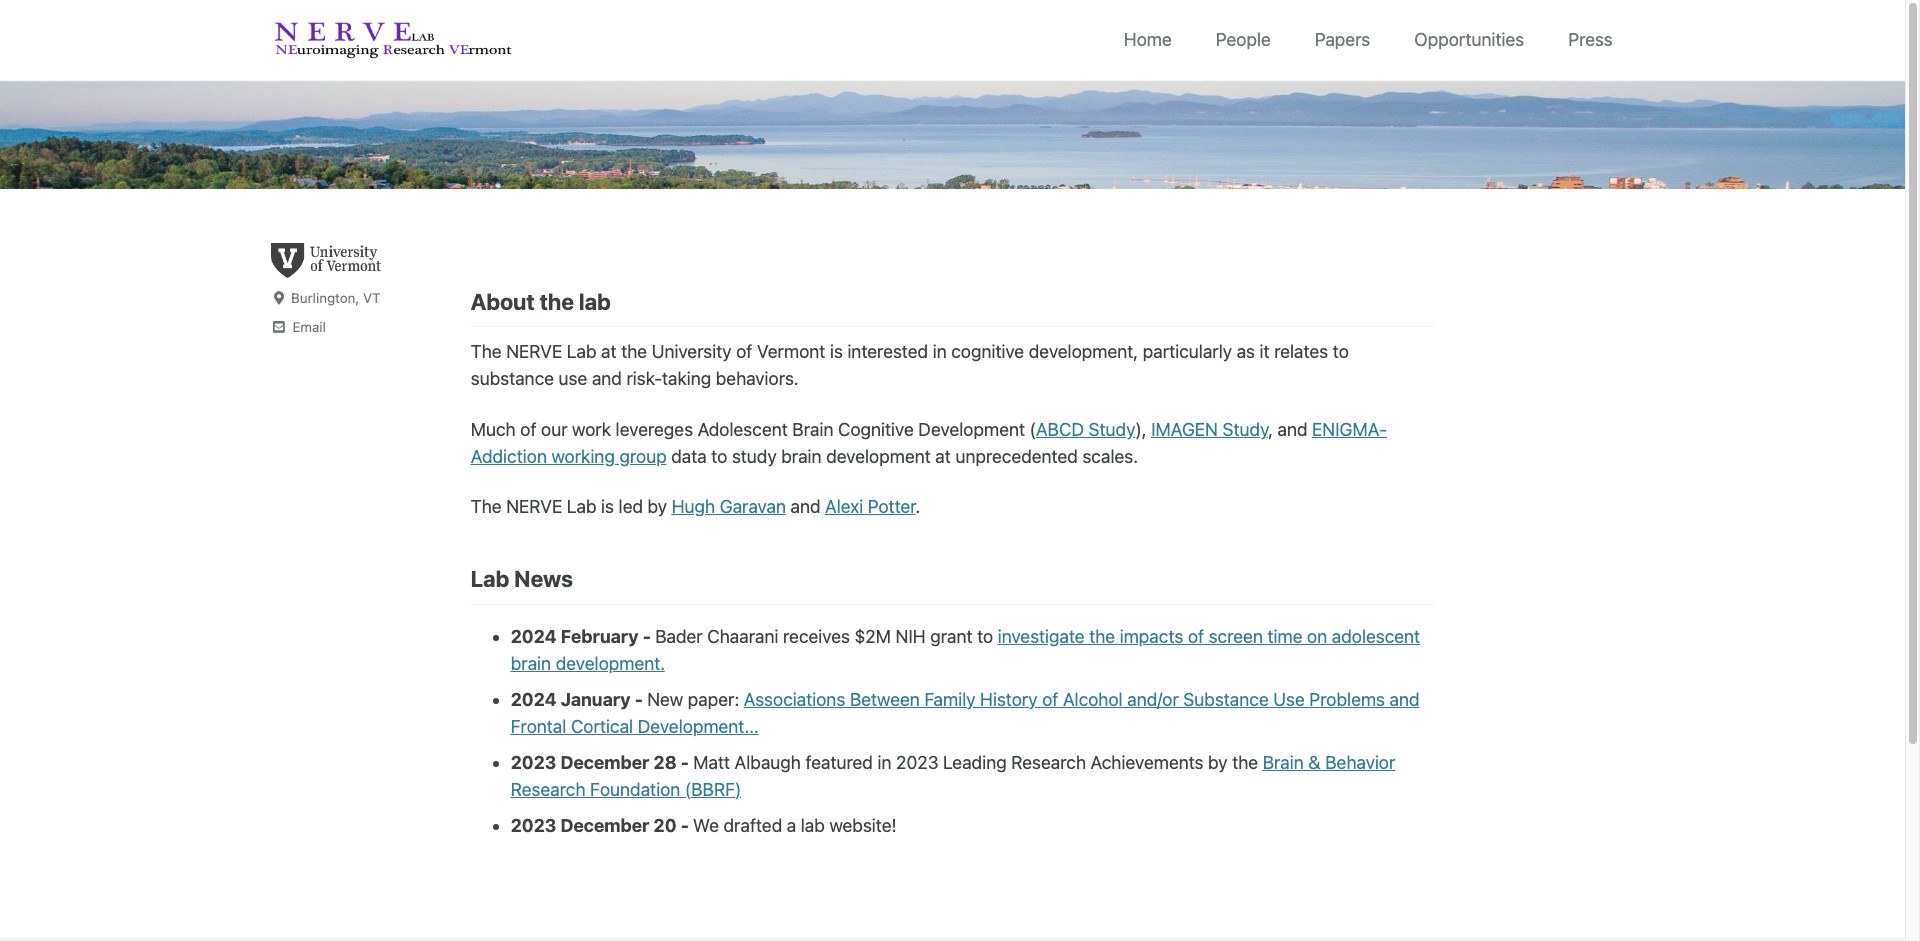 N E R V E LAB
NEuroimaging Research VErmont
Home People Papers Opportunities Press
V University
of Vermont
Burlington, VT
Email
About the lab
The NERVE Lab at the University of Vermont is interested in cognitive development, particularly as it relates to
substance use and risk-taking behaviors.
Much of our work levereges Adolescent Brain Cognitive Development (ABCD Study), IMAGEN Study, and ENIGMA-
Addiction working group data to study brain development at unprecedented scales.
The NERVE Lab is led by Hugh Garavan and Alexi Potter.
Lab News
2024 February - Bader Chaarani receives $2M NIH grant to investigate the impacts of screen time on adolescent
brain development.
2024 January - New paper: Associations Between Family History of Alcohol and/or Substance Use Problems and
Frontal Cortical Development...
2023 December 28 - Matt Albaugh featured in 2023 Leading Research Achievements by the Brain & Behavior
Research Foundation (BBRF)
2023 December 20 - We drafted a lab website!